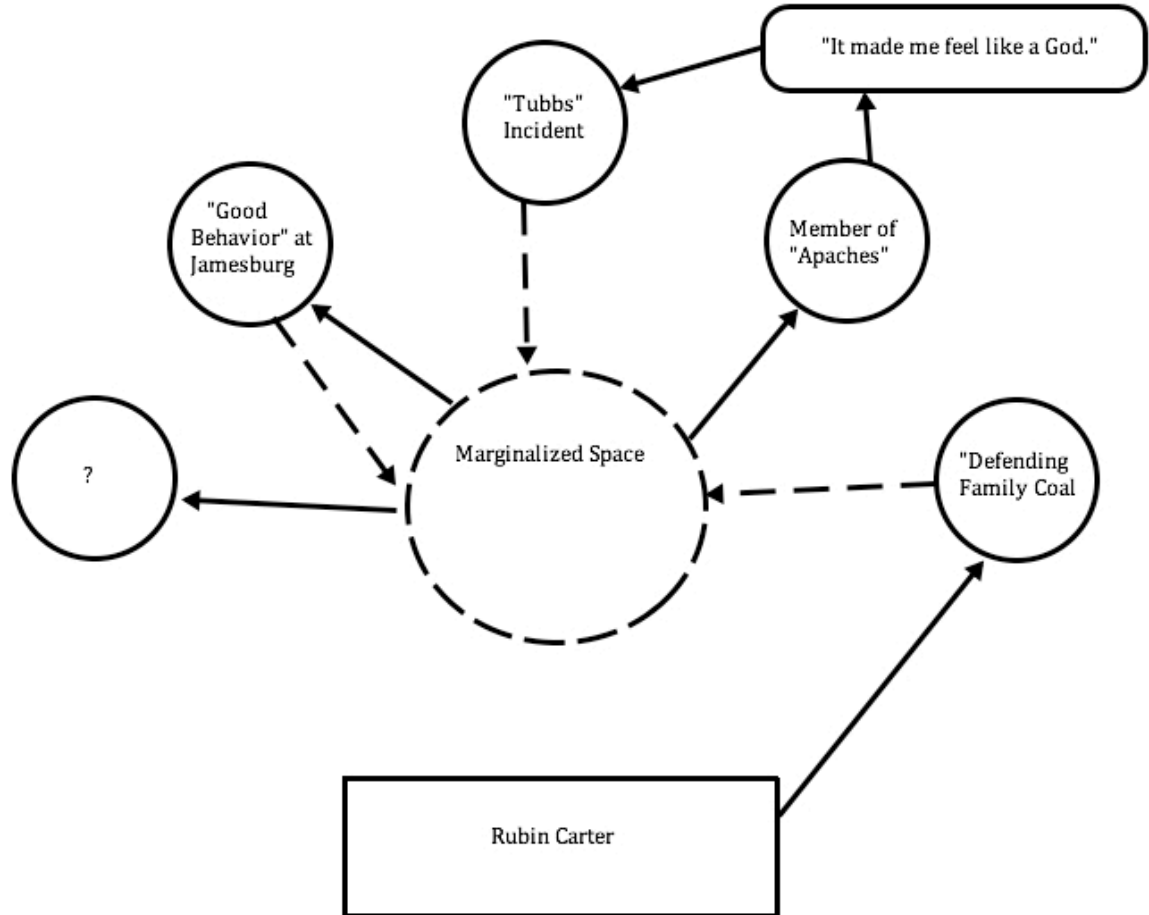 "It made me feel like a God."
"Tubbs"
Incident
"Good
Behavior" at
Jamesburg
Member of
"Apaches"
Marginalized Space
?
"Defending
Family Coal
Rubin Carter